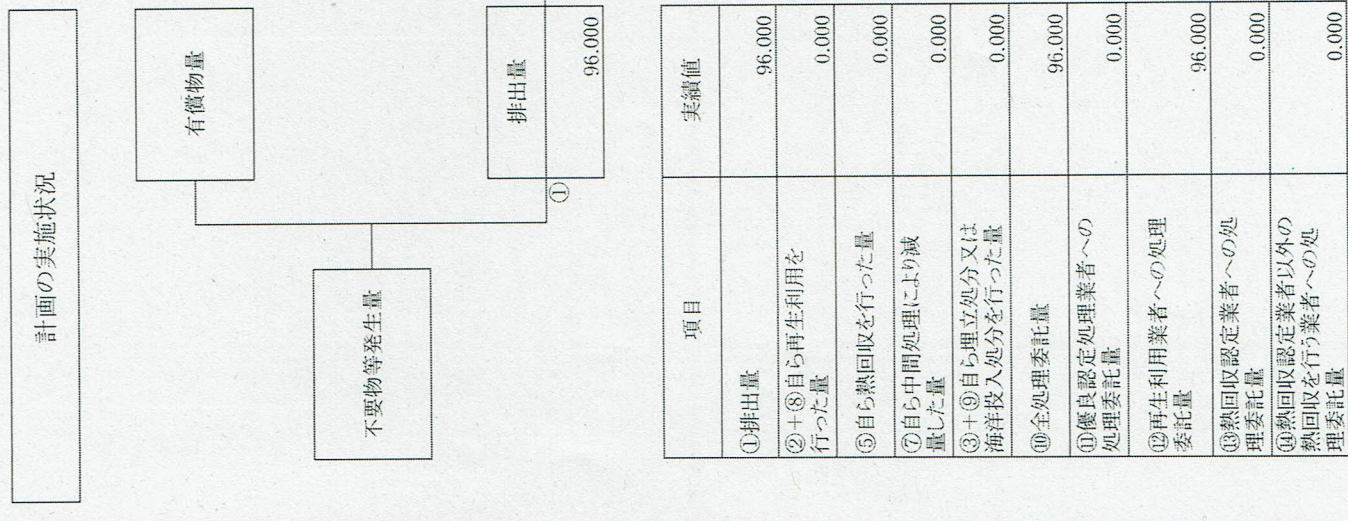 計画の実施状況
有償物量
不要物等発生量
排出量
①
96.000
項目
実績値
①排出量
96.000
②+⑧自ら再生利用を
行った量
0.000
⑤自ら熱回収を行った量
0.000
⑦自ら中間処理により減
量した量
0.000
③+⑨自ら埋立処分又は
海洋投入処分を行った量
0.000
⑩全処理委託量
96.000
⑪優良認定処理業者への
処理委託量
0.000
⑫再生利用業者への処理
委託量
96.000
⑬熱回収認定業者への処
理委託量
0.000
⑭熱回収認定業者以外の
熱回収を行う業者への処
理委託量
0.000